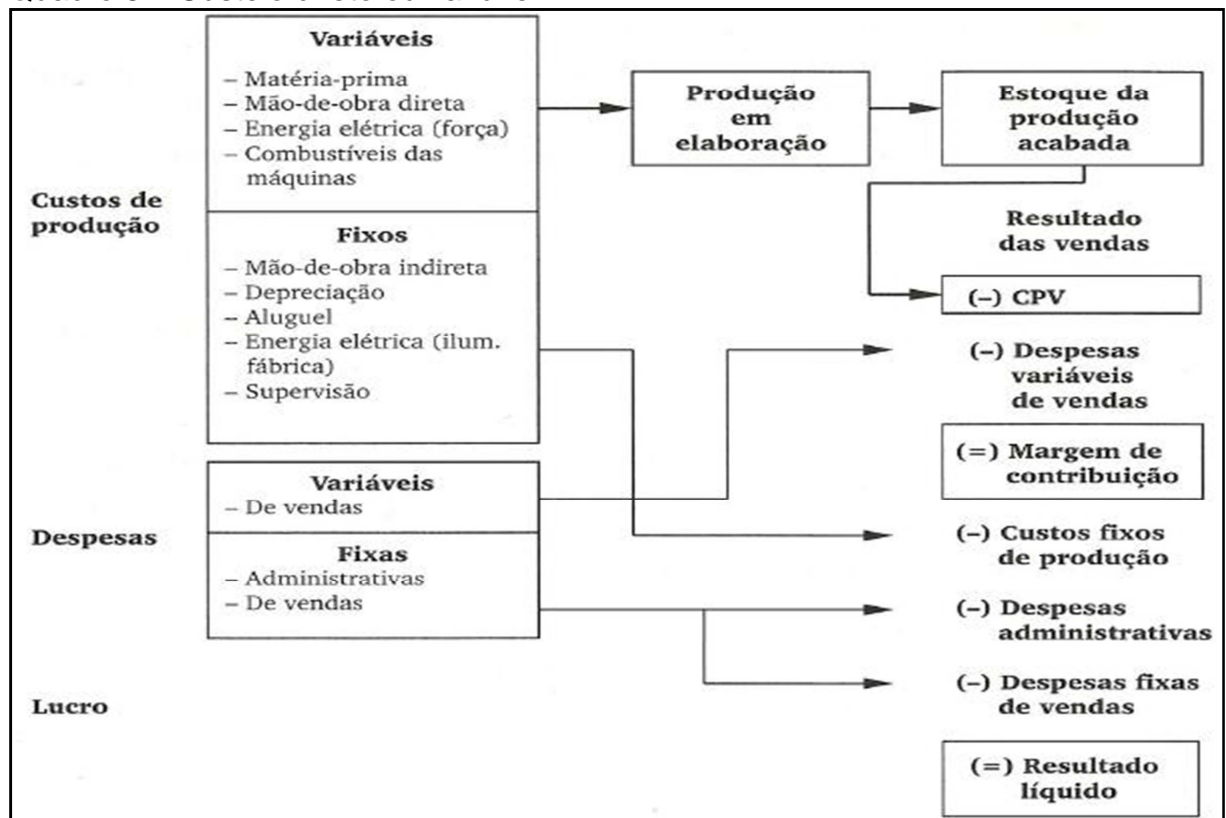 Variáveis
– Matéria-prima
– Mão-de-obra direta
– Energia elétrica (força)
– Combustíveis das
máquinas
Custos de
produção
Fixos
– Mão-de-obra indireta
– Depreciação
– Aluguel
– Energia elétrica (ilum.
fábrica)
– Supervisão
Despesas
Variáveis
– De vendas
Fixas
– Administrativas
– De vendas
Lucro
Produção
em
elaboração
Estoque da
produção
acabada
Resultado
das vendas
(–) CPV
(–) Despesas
variáveis
de vendas
(=) Margem de
contribuição
(–) Custos fixos
de produção
(–) Despesas
administrativas
(–) Despesas fixas
de vendas
(=) Resultado
líquido